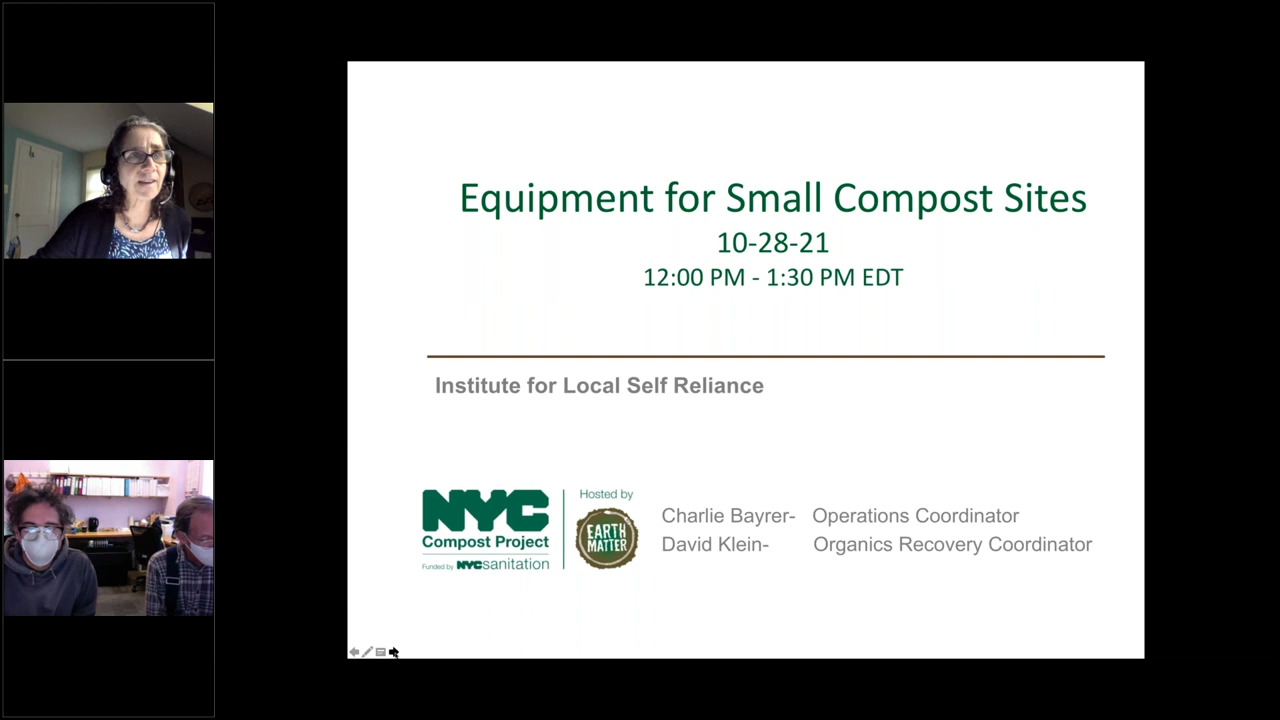 Equipment for Small Compost Sites
10-28-21
12:00 PM - 1:30 PM EDT
Institute for Local Self Reliance
NYC
Compost Project
Funded by NYCsanitation
Hosted by
EARTH
MATTER
Charlie Bayrer- Operations Coordinator
David Klein- Organics Recovery Coordinator